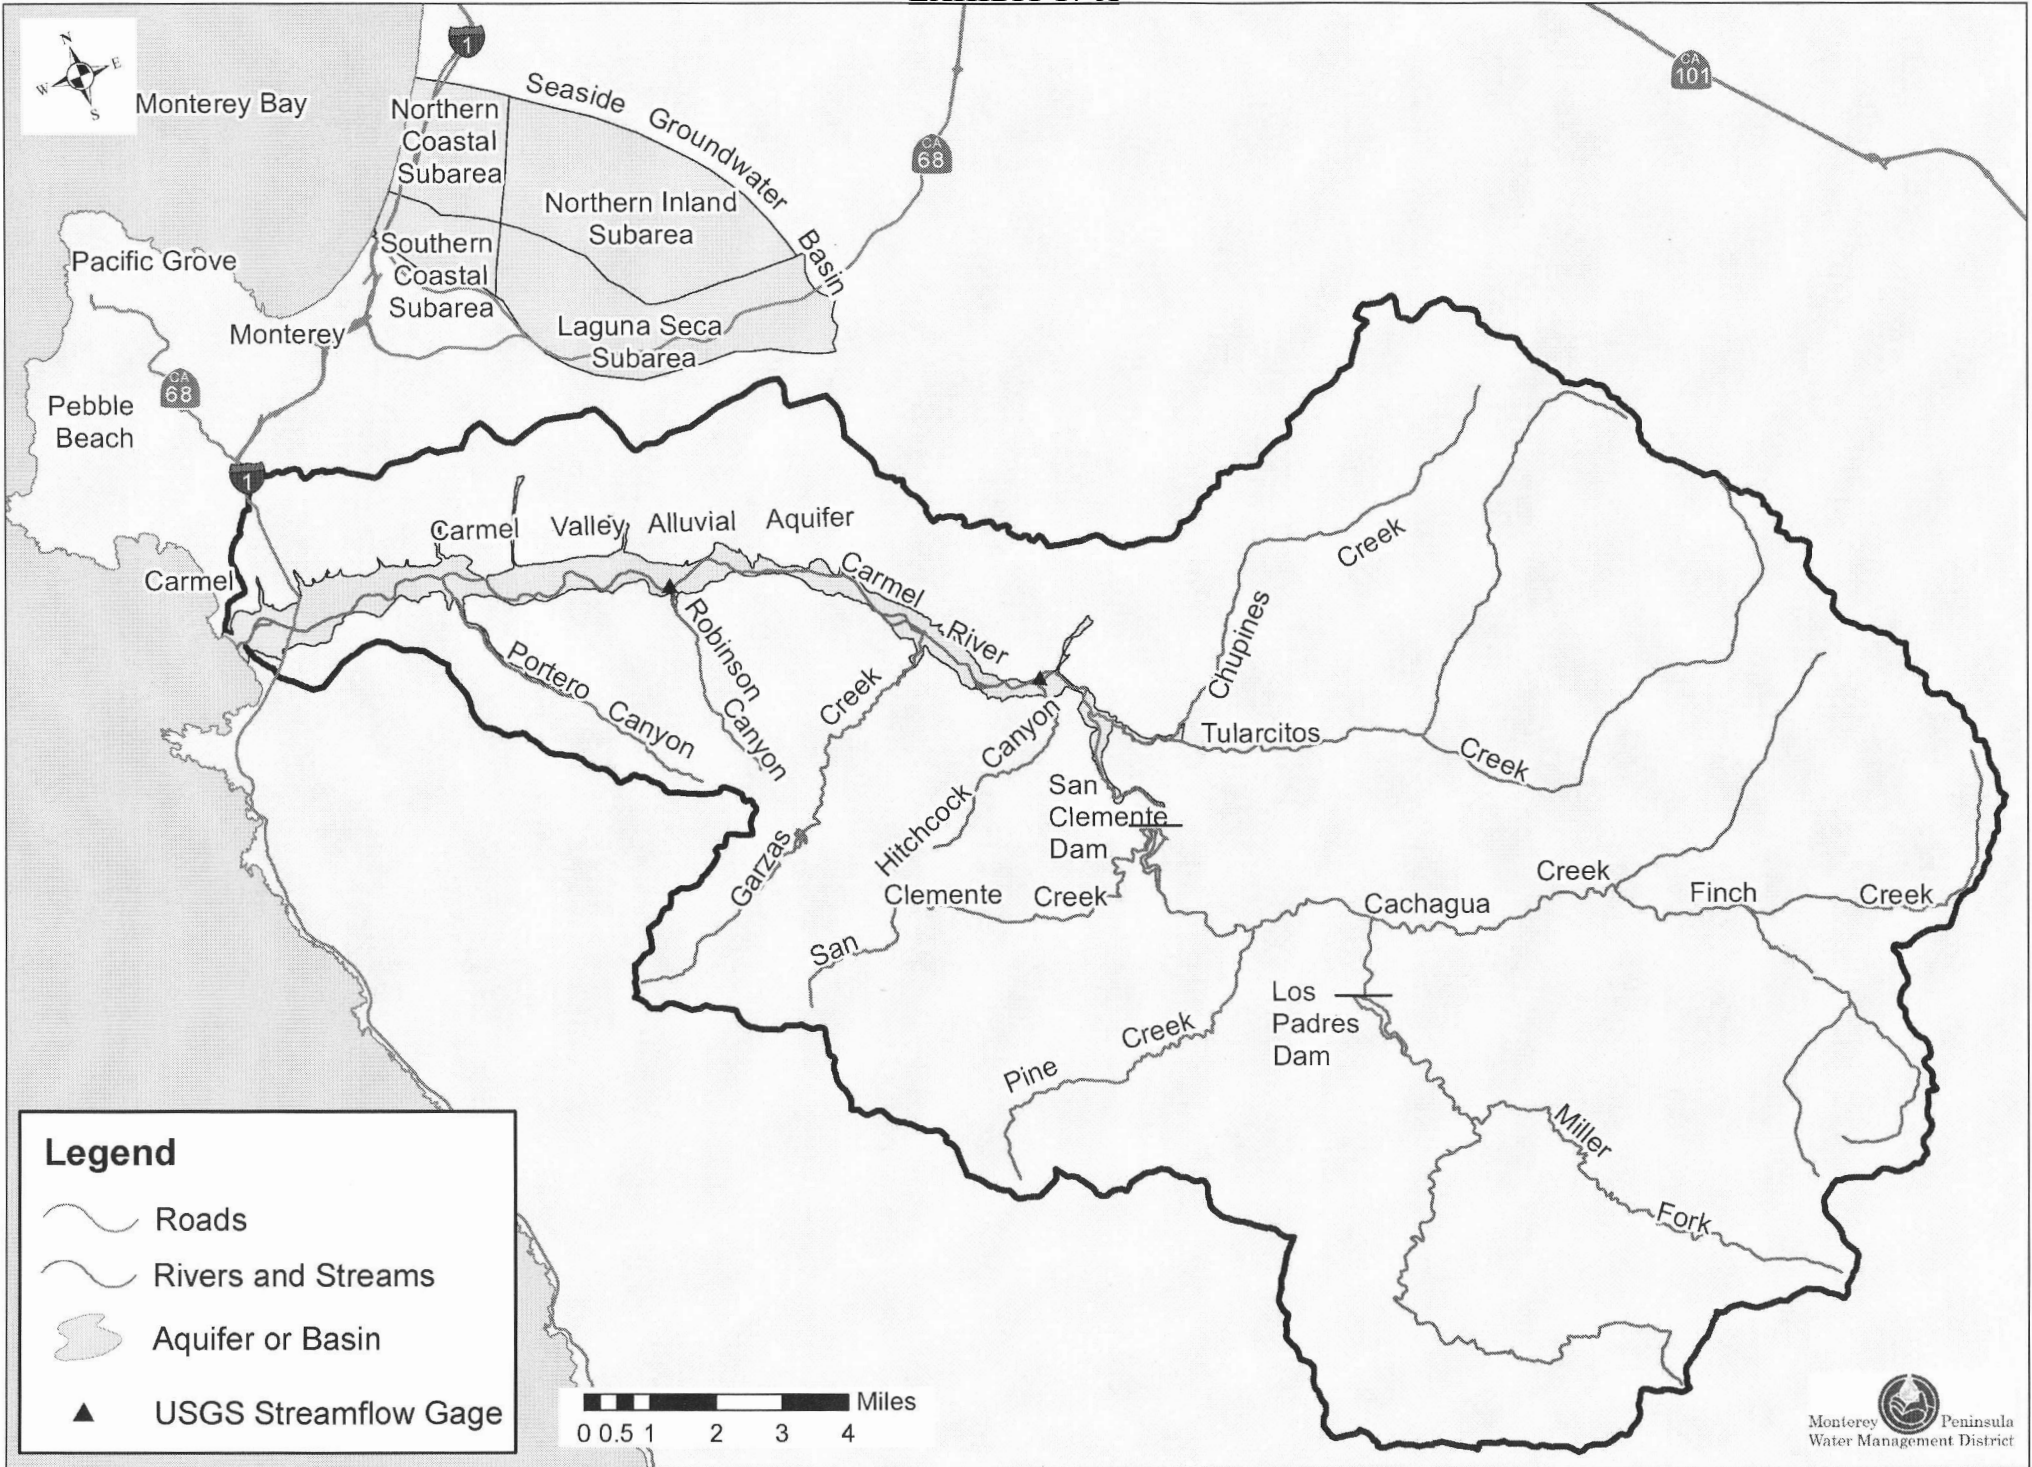 N
E
W
S
Monterey Bay
1
CA
101
Seaside Groundwater Basin
Northern
Coastal
Subarea
CA
68
Northern Inland
Subarea
Southern
Coastal
Subarea
Pacific Grove
Monterey
Laguna Seca
Subarea
CA
68
Pebble
Beach
1
Carmel Valley Alluvial Aquifer
Carmel
Carmel River
Creek
Chupines
Robinson Canyon
Portero Canyon
Creek
Garzas
Canyon
Hitchcock
Tularcitos
Creek
San
Clemente
Dam
Clemente Creek
San
Cachagua
Creek
Finch
Creek
Los
Padres
Dam
Creek
Pine
Miller
Fork
Legend
Roads
Rivers and Streams
Aquifer or Basin
USGS Streamflow Gage
Miles
0 0.5 1 2 3 4
Monterey Peninsula
Water Management District